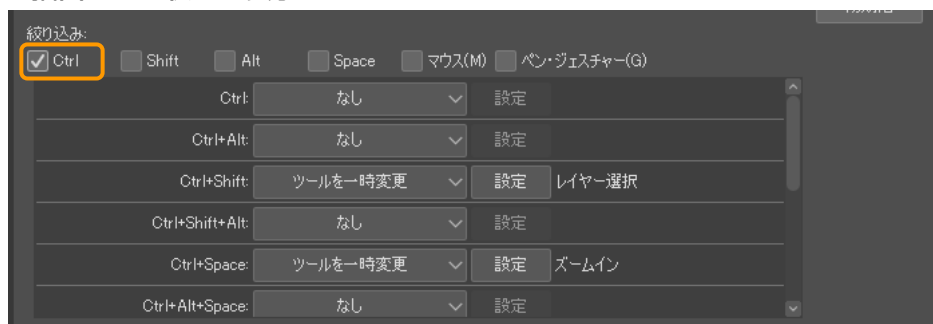 絞り込み:
Ctrl Shift Alt Space マウス(M) ペン・ジェスチャー(G)
Ctrl: なし 設定
Ctrl+Alt: なし 設定
Ctrl+Shift: ツールを一時変更 設定 レイヤー選択
Ctrl+Shift+Alt: なし 設定
Ctrl+Space: ツールを一時変更 設定 ズームイン
Ctrl+Alt+Space: なし 設定